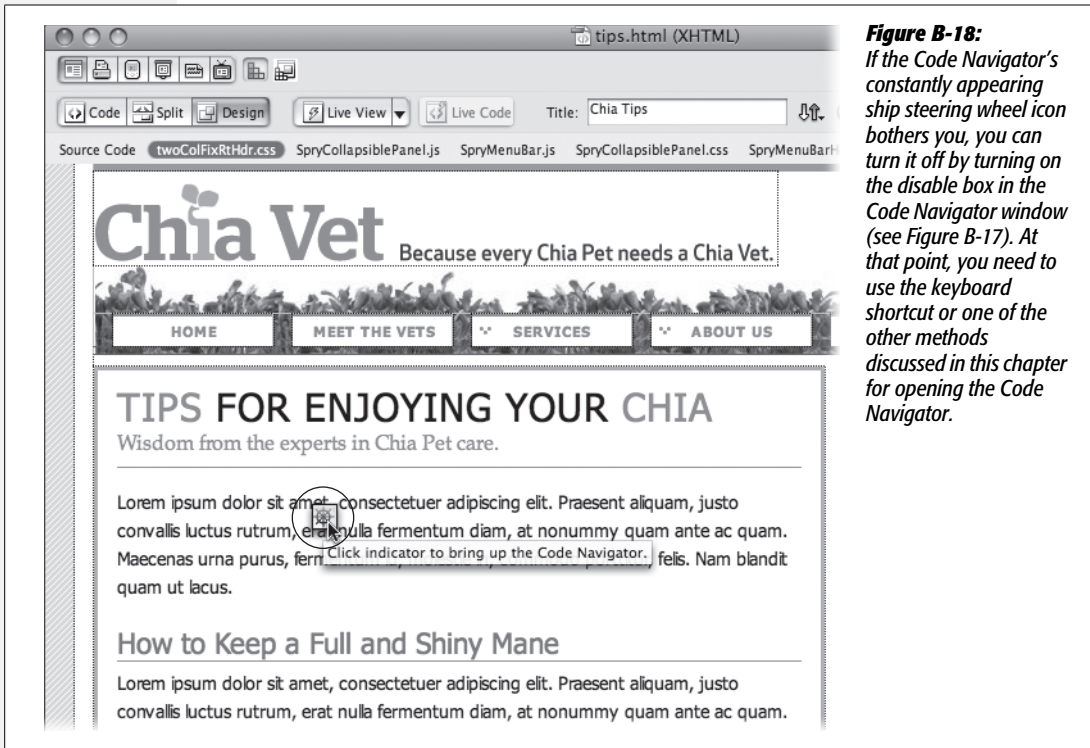 tips.html (XHTML)
Code Split Design Live View Live Code Title: Chia Tips
Source Code twoColFixRtHdr.css SpryCollapsiblePanel.js SpryMenuBar.js SpryCollapsiblePanel.css
Chia Vet Because every Chia Pet needs a Chia Vet.
HOME MEET THE VETS SERVICES ABOUT US
TIPS FOR ENJOYING YOUR CHIA
Wisdom from the experts in Chia Pet care.
Lorem ipsum dolor sit amet, consectetuer adipiscing elit. Praesent aliquam, justo
convallis luctus rutrum, erat nulla fermentum diam, at nonummy quam ante ac quam.
Maecenas urna purus, felis. Nam blandit
Click indicator to bring up the Code Navigator.
quam ut lacus.
How to Keep a Full and Shiny Mane
Lorem ipsum dolor sit amet, consectetuer adipiscing elit. Praesent aliquam, justo
convallis luctus rutrum, erat nulla fermentum diam, at nonummy quam ante ac quam.
Figure B-18:
If the Code Navigator's
constantly appearing
ship steering wheel icon
bothers you, you can
turn it off by turning on
the disable box in the
Code Navigator window
(see Figure B-17). At
that point, you need to
use the keyboard
shortcut or one of the
other methods
discussed in this chapter
for opening the Code
Navigator.